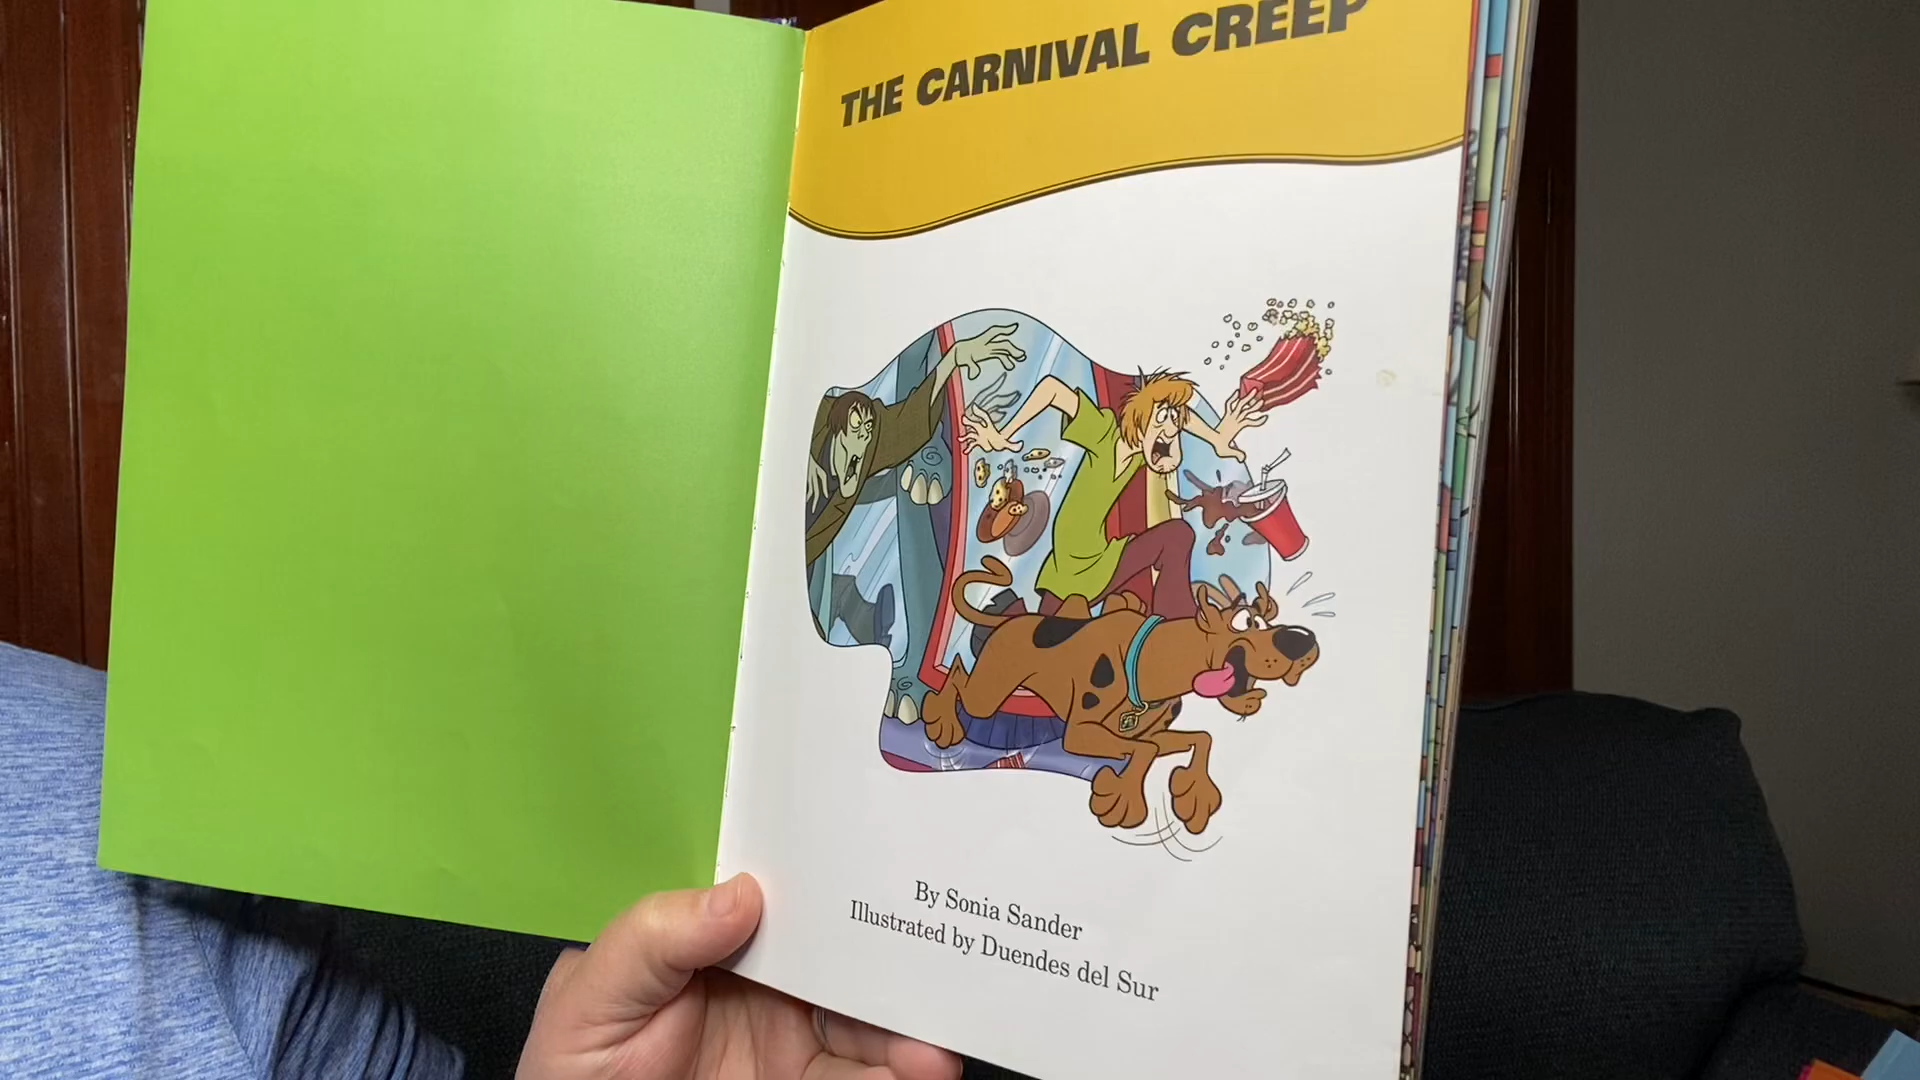 THE CARNIVAL CREEP
By Sonia Sander
Illustrated by Duendes del Sur